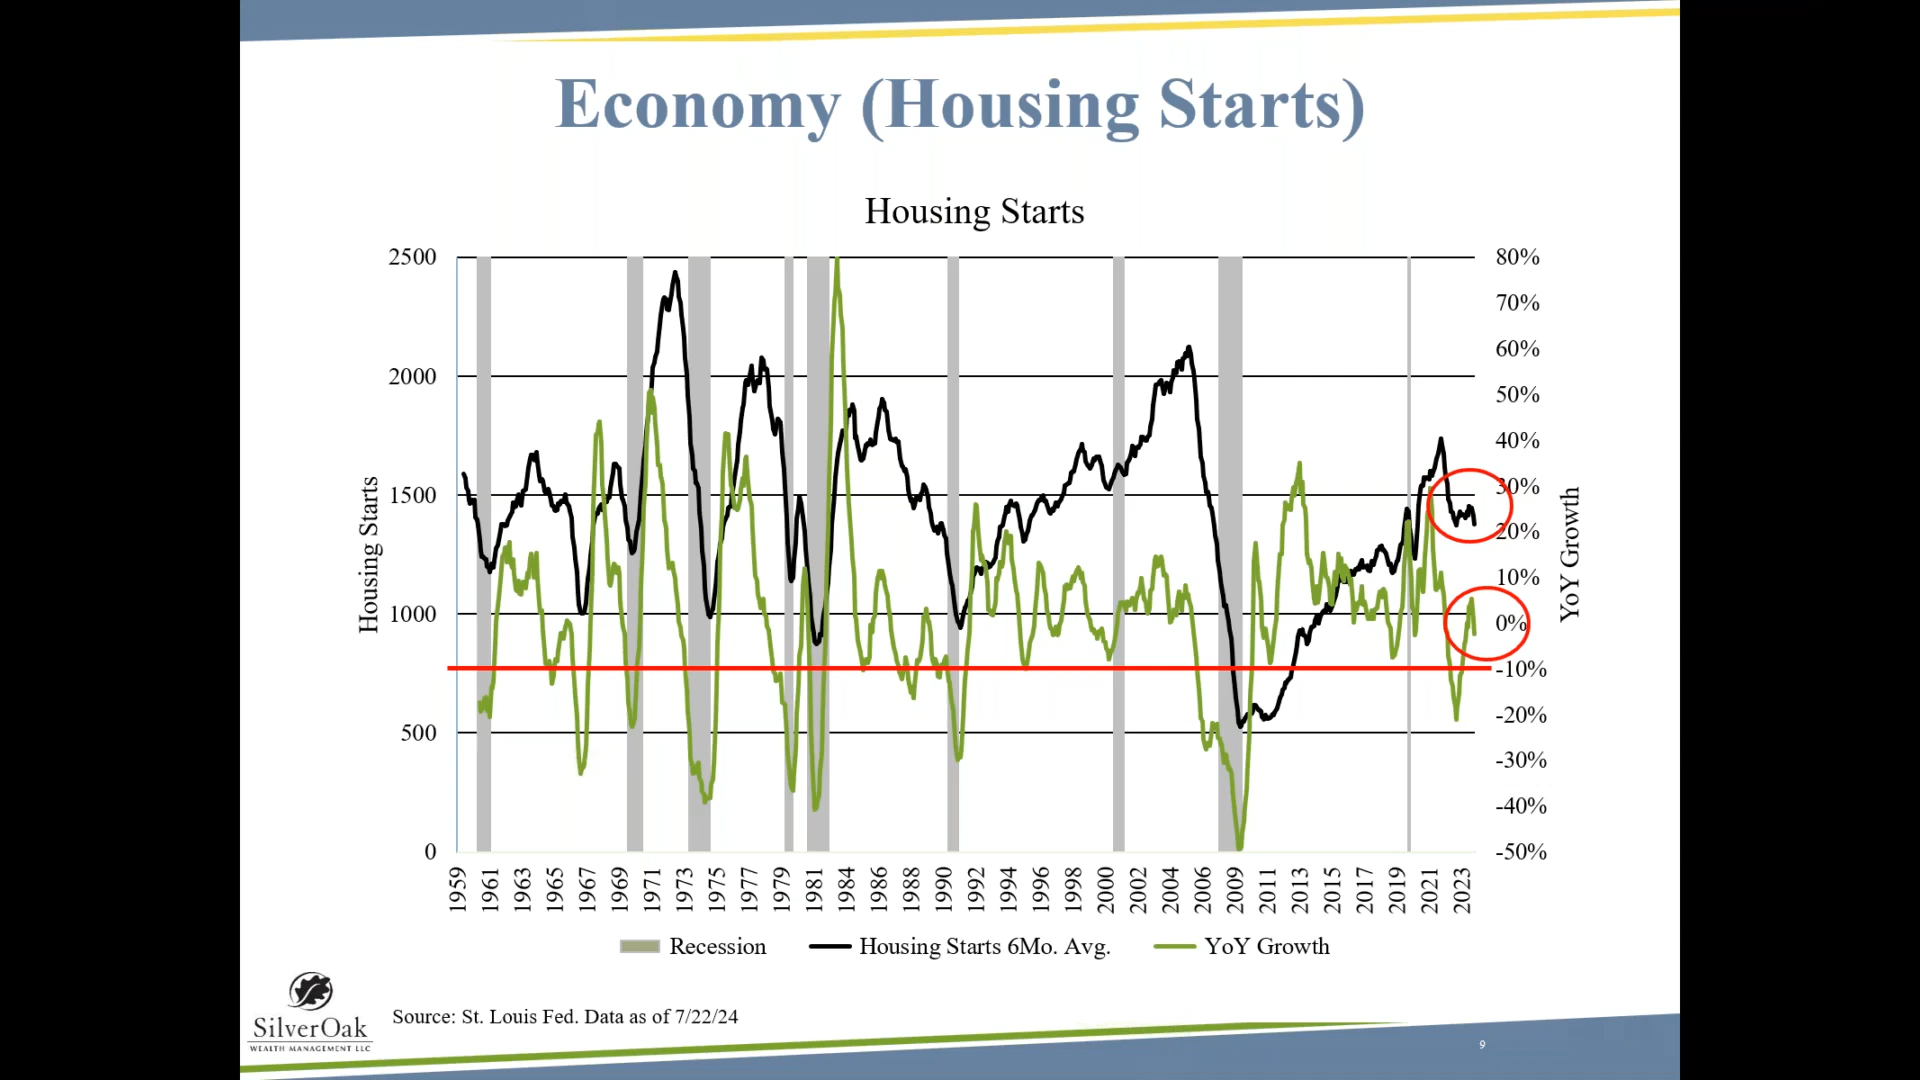 Economy (Housing Starts)
Housing Starts
2500
2000
1500
1000
500
0
Housing Starts
80%
70%
60%
50%
40%
30%
20%
10%
0%
-10%
-20%
-30%
-40%
-50%
YoY Growth
1959 1961 1963 1965 1967 1969 1971 1973 1975 1977 1979 1981 1984 1986 1988 1990 1992 1994 1996 1998 2000 2002 2004 2006 2009 2011 2013 2015 2017 2019 2021 2023
Recession Housing Starts 6Mo. Avg. YoY Growth
SilverOak
WEALTH MANAGEMENT LLC
Source: St. Louis Fed. Data as of 7/22/24
9